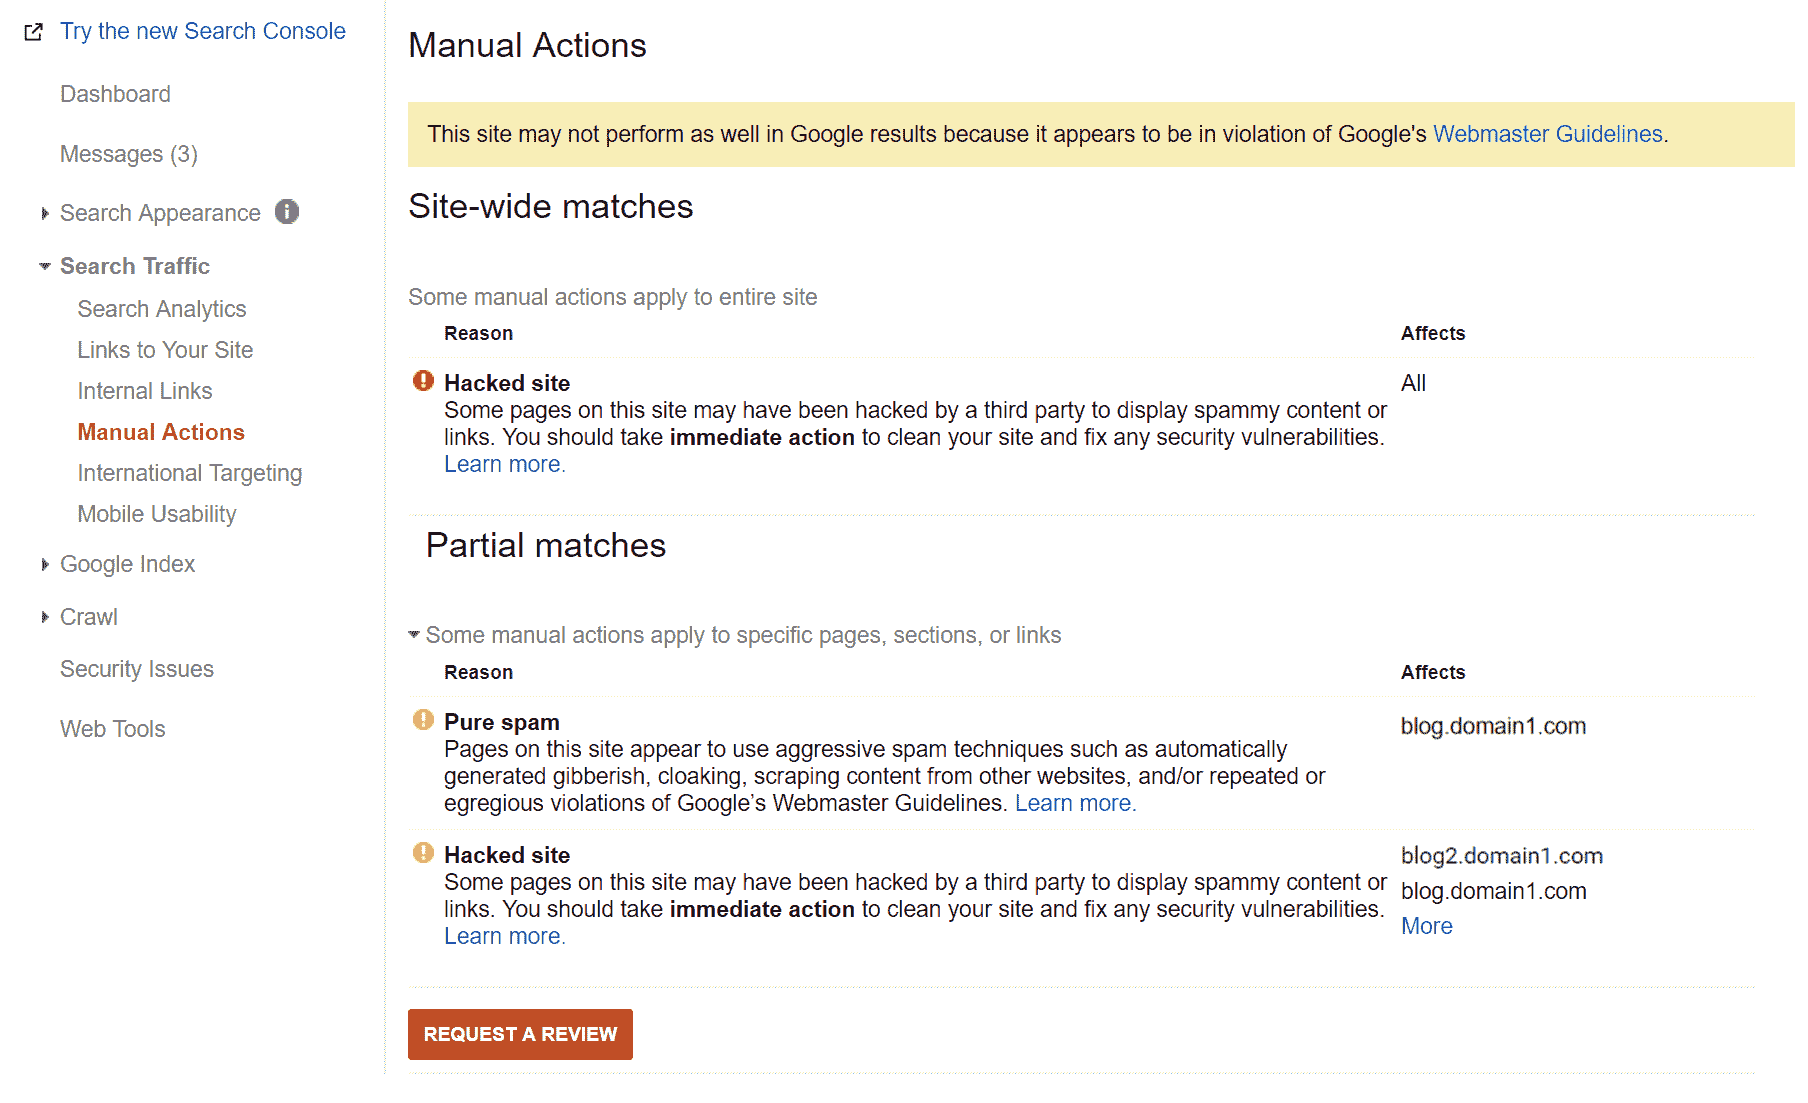 Try the new Search Console
Dashboard
Messages (3)
Search Appearance
Search Traffic
Search Analytics
Links to Your Site
Internal Links
Manual Actions
International Targeting
Mobile Usability
Google Index
Crawl
Security Issues
Web Tools
Manual Actions
This site may not perform as well in Google results because it appears to be in violation of Google's Webmaster Guidelines.
Site-wide matches
Some manual actions apply to entire site
Reason Affects
Hacked site All
Some pages on this site may have been hacked by a third party to display spammy content or
links. You should take immediate action to clean your site and fix any security vulnerabilities.
Learn more.
Partial matches
Some manual actions apply to specific pages, sections, or links
Reason Affects
Pure spam blog.domain1.com
Pages on this site appear to use aggressive spam techniques such as automatically
generated gibberish, cloaking, scraping content from other websites, and/or repeated or
egregious violations of Google’s Webmaster Guidelines. Learn more.
Hacked site blog2.domain1.com
Some pages on this site may have been hacked by a third party to display spammy content or blog.domain1.com
links. You should take immediate action to clean your site and fix any security vulnerabilities. More
Learn more.
REQUEST A REVIEW